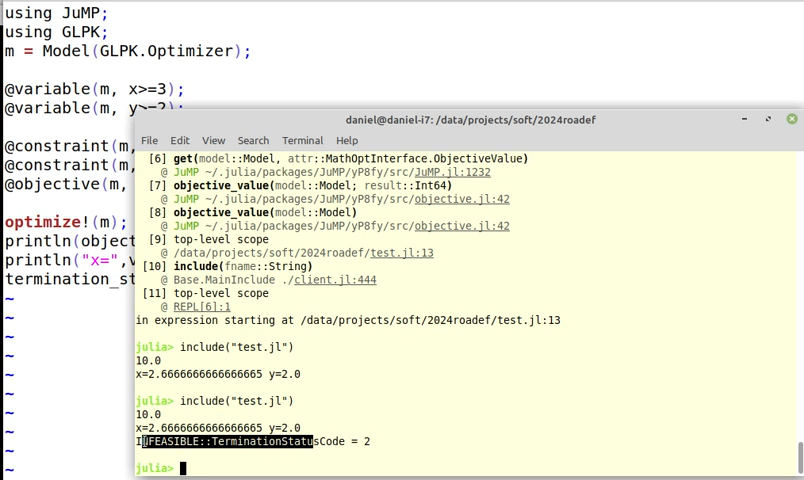 using JuMP;
using GLPK;
m = Model(GLPK.Optimizer);
@variable(m, x>=3);
@variable(m, y>=2);
@constraint(m,
@constraint(m,
@objective(m,
optimize!(m);
println(object
println("x=",v
termination_st
~
~
~
~
~
~
~
~
~
~
daniel@daniel-i7: /data/projects/soft/2024roadef
File Edit View Search Terminal Help
[6] get(model::Model, attr::MathOptInterface.ObjectiveValue)
@ JuMP ~/.julia/packages/JuMP/yP8fy/src/JuMP.jl:1232
[7] objective_value(model::Model; result::Int64)
@ JuMP ~/.julia/packages/JuMP/yP8fy/src/objective.jl:42
[8] objective_value(model::Model)
@ JuMP ~/.julia/packages/JuMP/yP8fy/src/objective.jl:42
[9] top-level scope
@ /data/projects/soft/2024roadef/test.jl:13
[10] include(fname::String)
@ Base.MainInclude ./client.jl:444
[11] top-level scope
@ REPL[6]:1
in expression starting at /data/projects/soft/2024roadef/test.jl:13
julia> include("test.jl")
10.0
x=2.6666666666666665 y=2.0
julia> include("test.jl")
10.0
x=2.6666666666666665 y=2.0
INFEASIBLE::TerminationStatusCode = 2
julia>